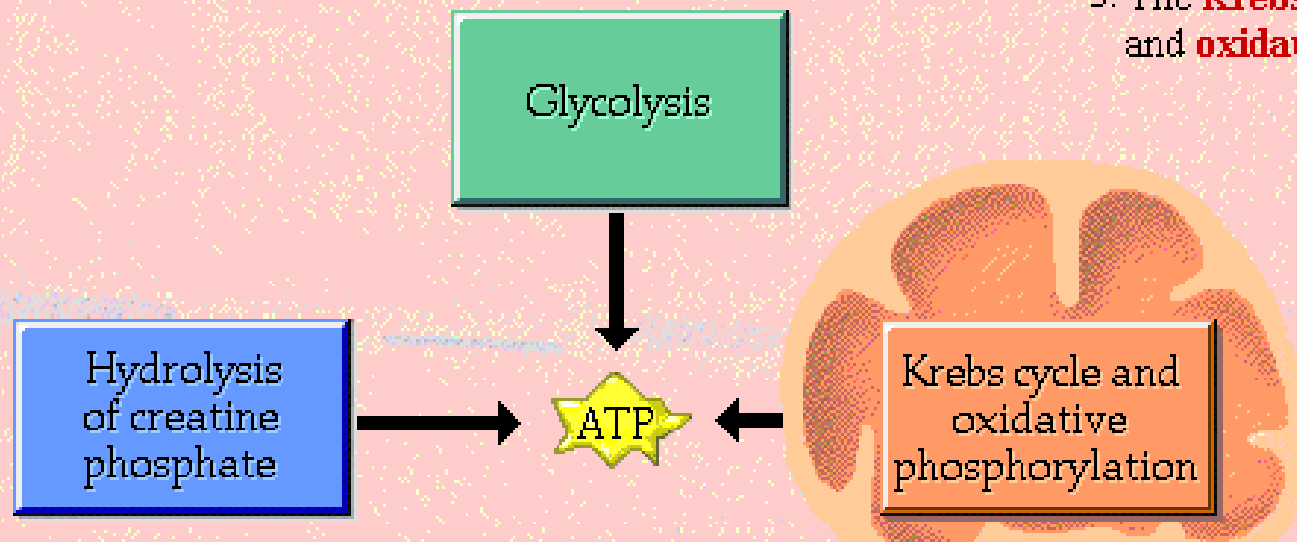 and
Glycolysis
Hydrolysis
of creatine
phosphate
ATP
Krebs cycle and
oxidative
phosphorylation